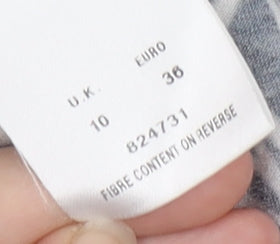 U.K. EURO
10 36
824731
FIBRE CONTENT ON REVERSE